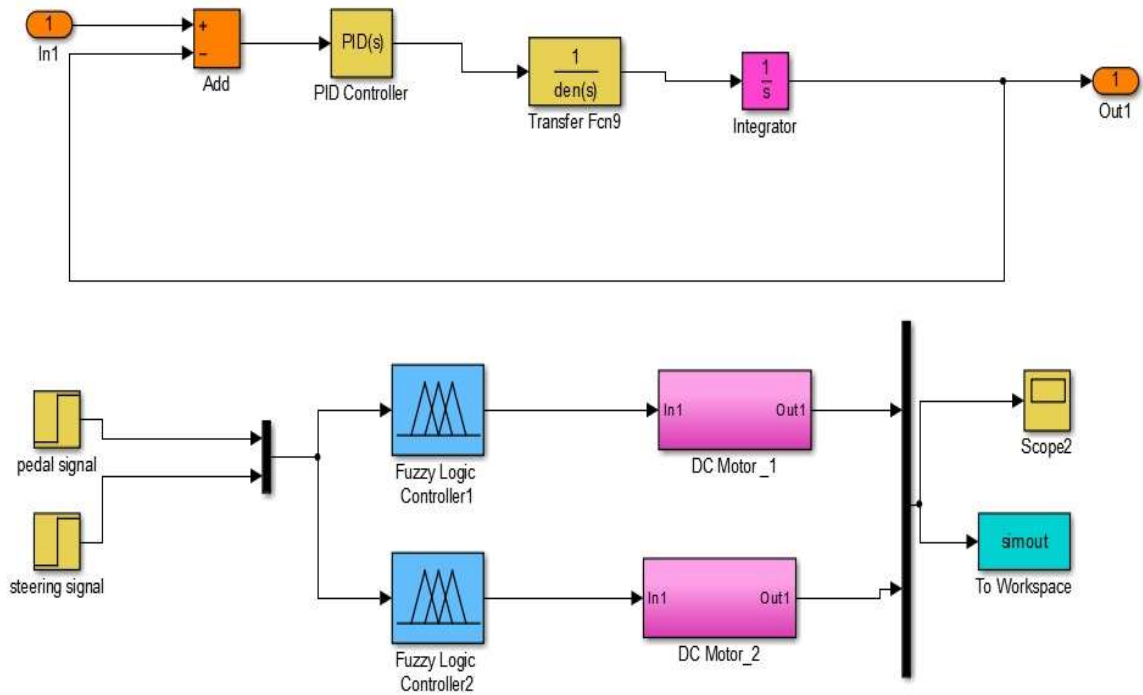 1
In1
+
−
Add
PID(s)
PID Controller
1
den(s)
Transfer Fcn9
1
s
Integrator
1
Out1
pedal signal
steering signal
Fuzzy Logic
Controller1
In1
Out1
DC Motor _1
Scope2
simout
To Workspace
Fuzzy Logic
Controller2
In1
Out1
DC Motor_2